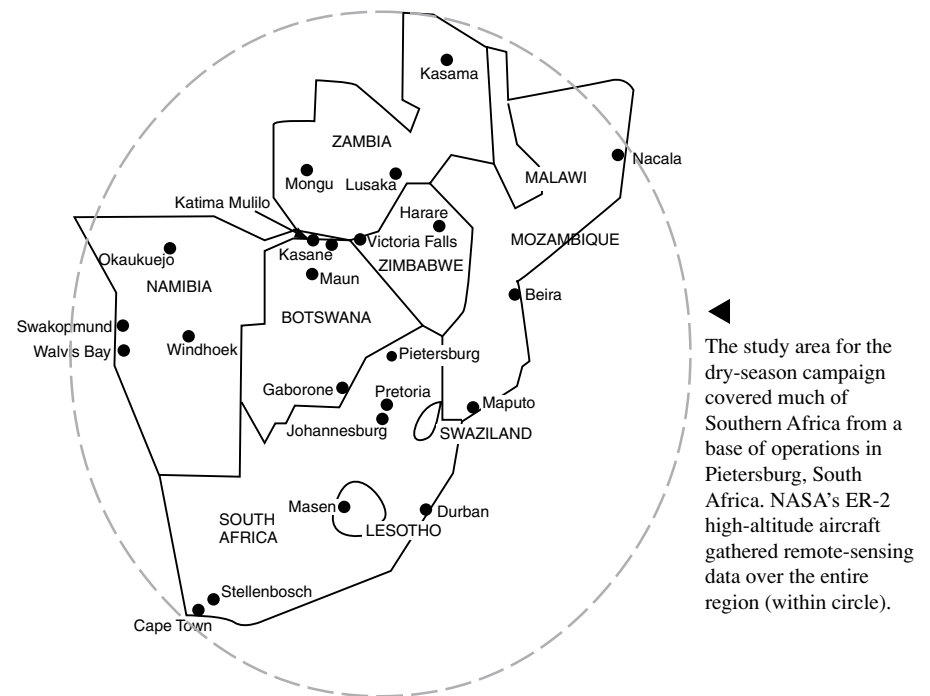 Kasama
ZAMBIA
Nacala
MALAWI
Mongu
Lusaka
Katima Mulilo
Harare
Victoria Falls
MOZAMBIQUE
Kasane
Okaukuejo
ZIMBABWE
Maun
NAMIBIA
Beira
BOTSWANA
Swakopmund
Walvis Bay
Windhoek
Pietersburg
Gaborone
Pretoria
Maputo
Johannesburg
SWAZILAND
Masen
Durban
SOUTH
AFRICA
LESOTHO
Stellenbosch
Cape Town
The study area for the
dry-season campaign
covered much of
Southern Africa from a
base of operations in
Pietersburg, South
Africa. NASA's ER-2
high-altitude aircraft
gathered remote-sensing
data over the entire
region (within circle).